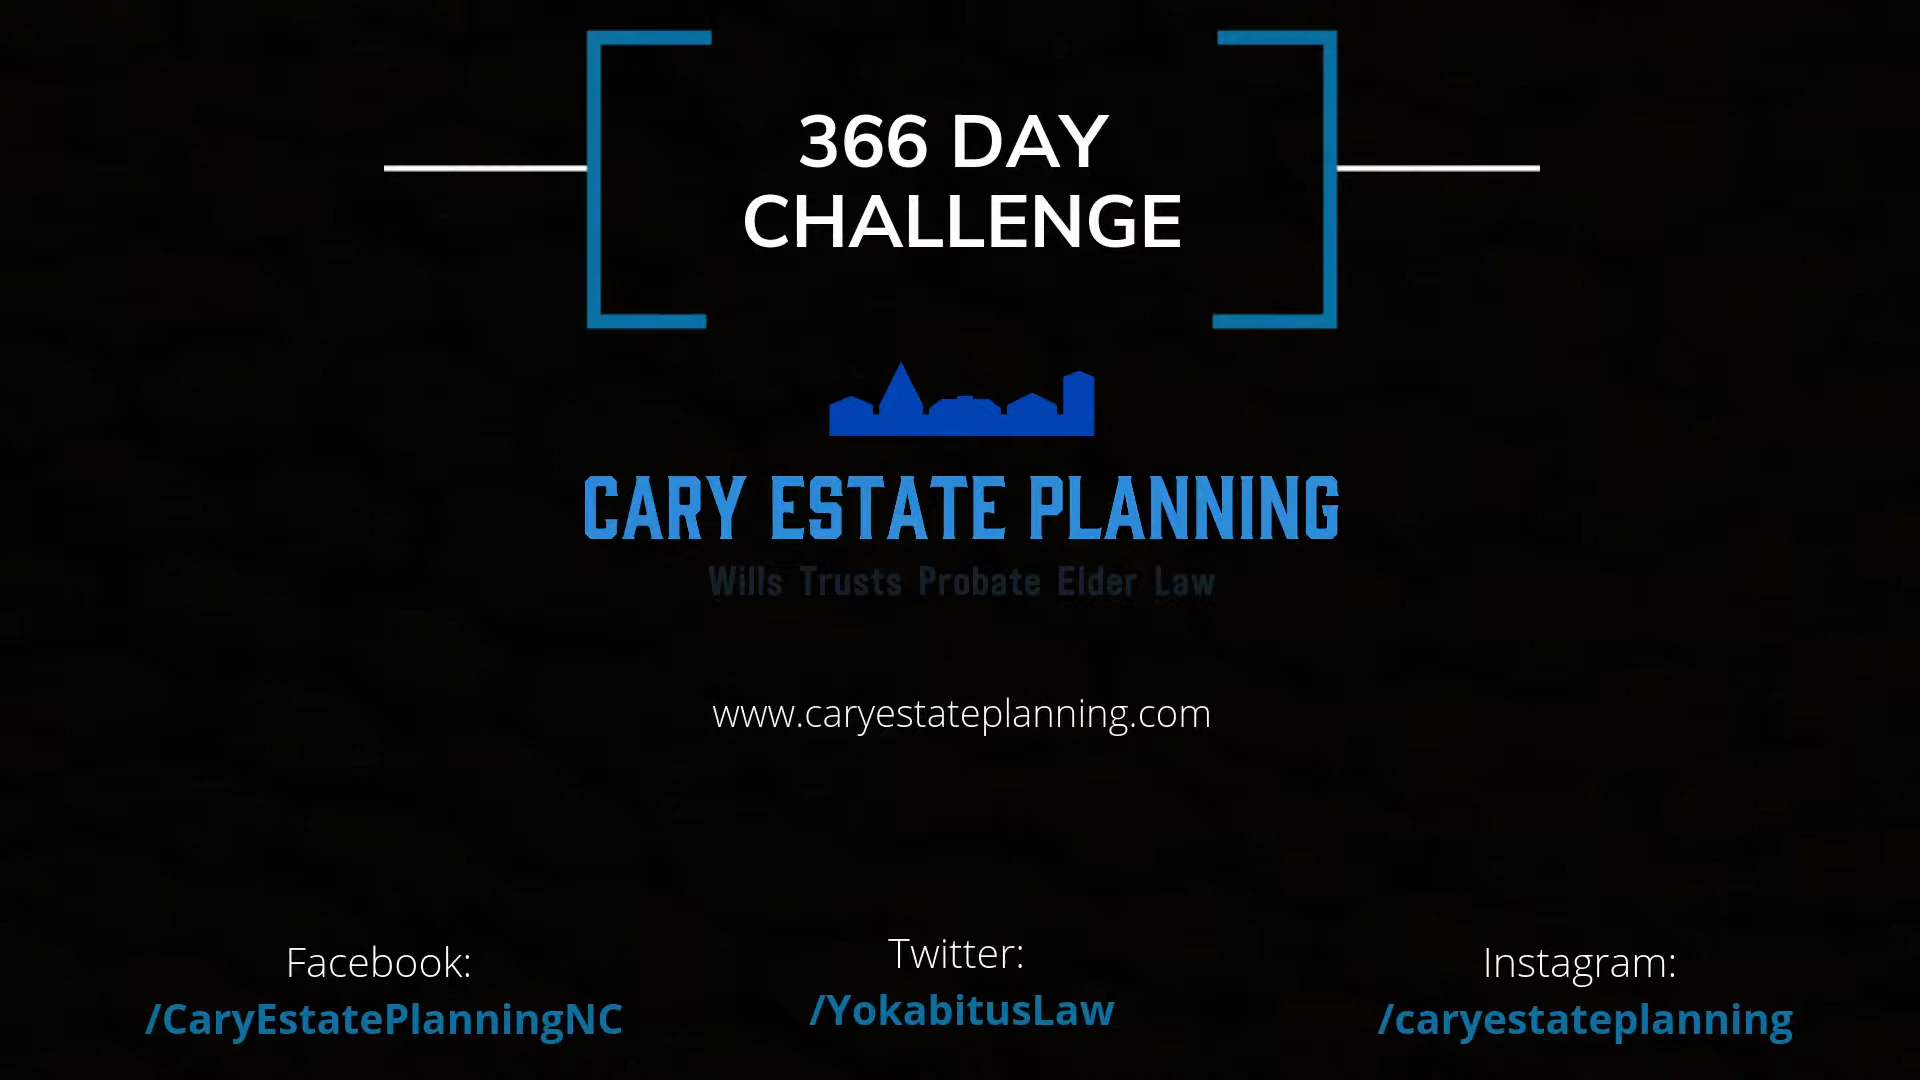 366 DAY
CHALLENGE
CARY ESTATE PLANNING
Wills Trusts Probate Elder Law
www.caryestateplanning.com
Facebook:
/CaryEstatePlanningNC
Twitter:
/YokabitusLaw
Instagram:
/caryestateplanning